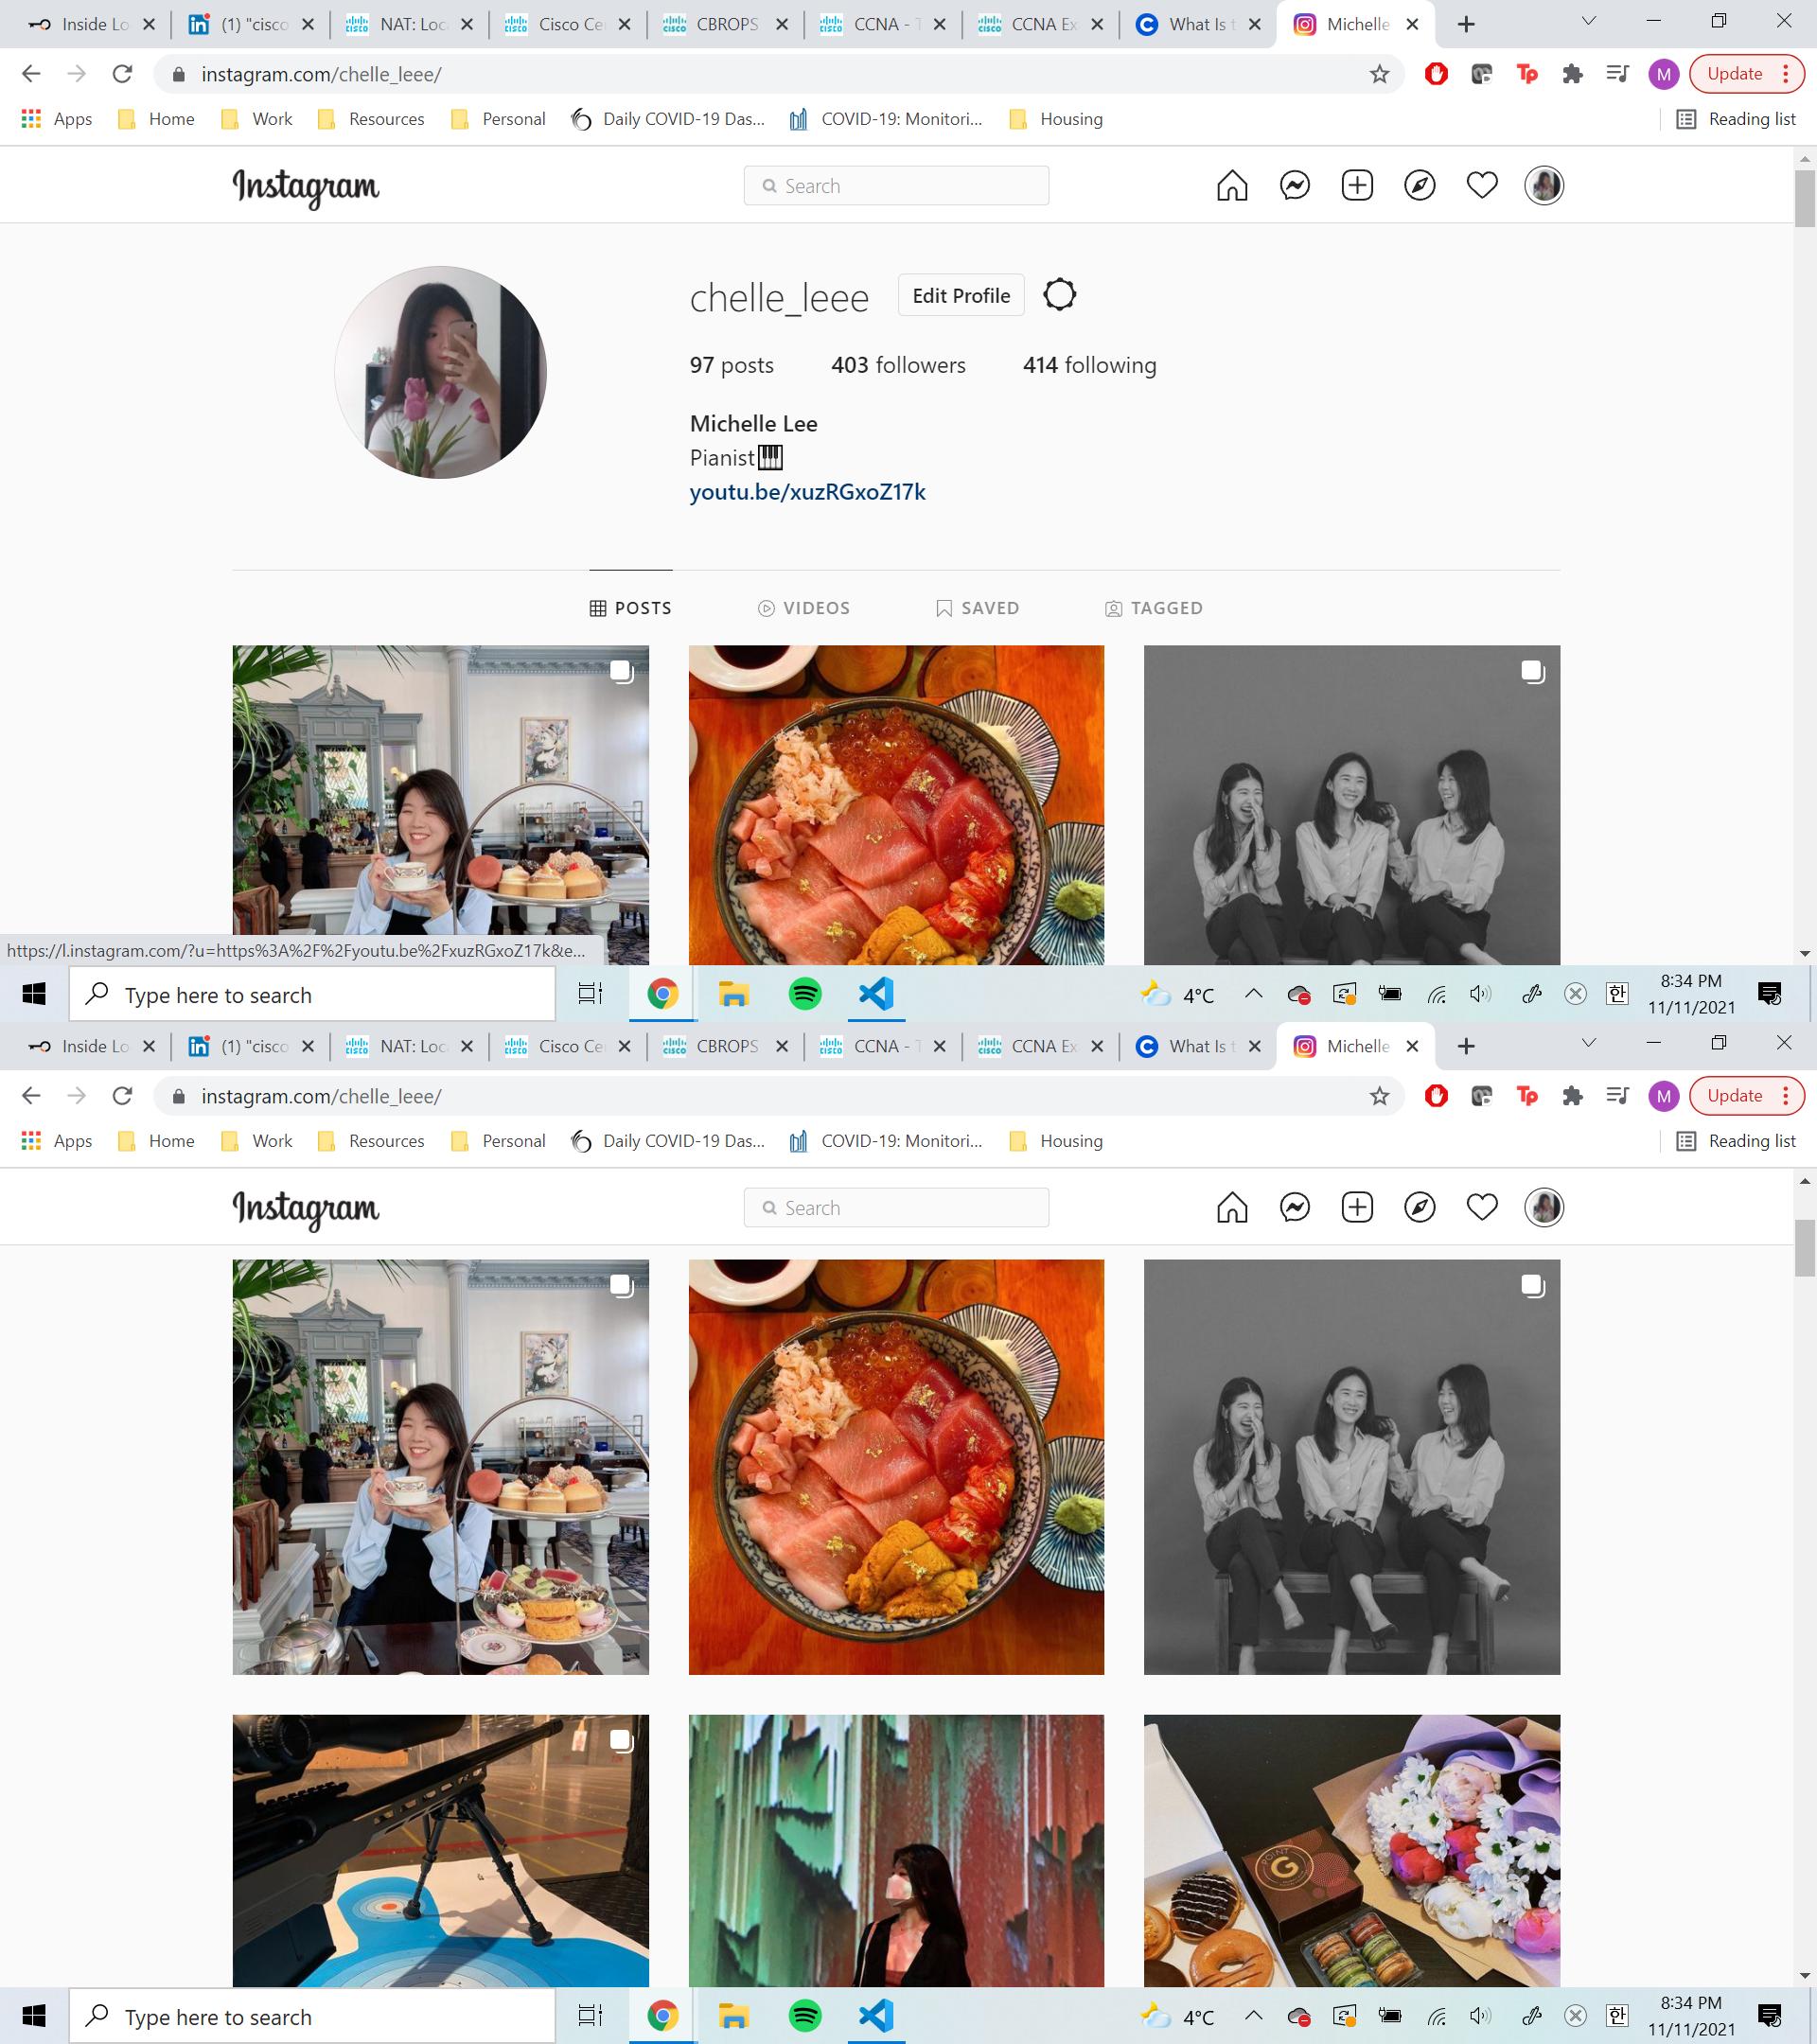 Inside Lo
(1) "cisco
NAT: Loc
Cisco Ce
CBROPS
CCNA - T
CCNA Ex
What Is t
Michelle
instagram.com/chelle_leee/
Tp
M
Update
Apps
Home
Work
Resources
Personal
Daily COVID-19 Das...
COVID-19: Monitori...
Housing
Reading list
Instagram
Search
chelle_leee
Edit Profile
97 posts
403 followers
414 following
Michelle Lee
Pianist
youtu.be/xuzRGxoZ17k
POSTS
VIDEOS
SAVED
TAGGED
https://l.instagram.com/?u=https%3A%2F%2Fyoutu.be%2FxuzRGxoZ17k&e...
Type here to search
4°C
한
8:34 PM
11/11/2021
Inside Lo
(1) "cisco
NAT: Loc
Cisco Ce
CBROPS
CCNA - T
CCNA Ex
What Is t
Michelle
instagram.com/chelle_leee/
Tp
M
Update
Apps
Home
Work
Resources
Personal
Daily COVID-19 Das...
COVID-19: Monitori...
Housing
Reading list
Instagram
Search
POINT
G
Type here to search
4°C
한
8:34 PM
11/11/2021